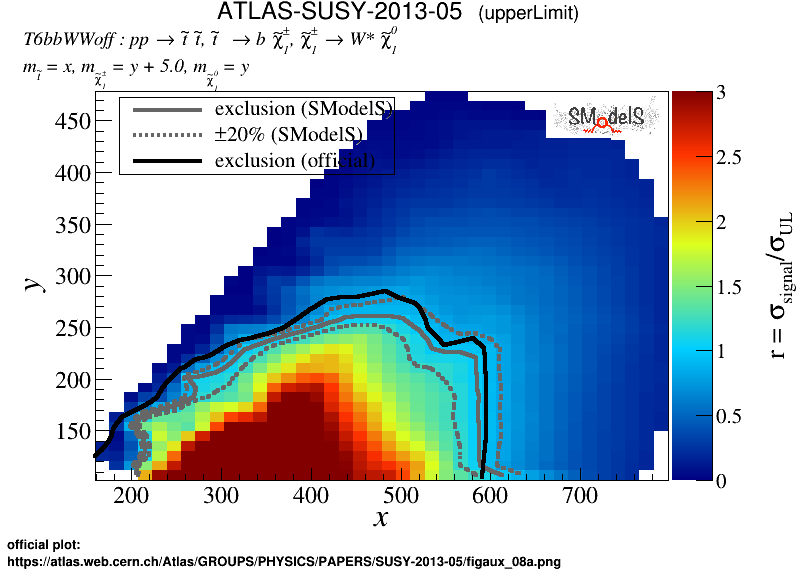 ATLAS-SUSY-2013-05 (upperLimit)
T6bbWWoff : pp → t̃ t̃, t̃ → b χ̃₁±, χ̃₁± → W* χ̃₁⁰
m_t̃ = x, m_χ̃₁± = y + 5.0, m_χ̃₁⁰ = y
exclusion (SModelS)
±20% (SModelS)
exclusion (official)
SModelS
450
400
350
300
250
200
150
y
200 300 400 500 600 700
x
3
2.5
2
1.5
1
0.5
0
r = σ_signal/σ_UL
official plot:
https://atlas.web.cern.ch/Atlas/GROUPS/PHYSICS/PAPERS/SUSY-2013-05/figaux_08a.png